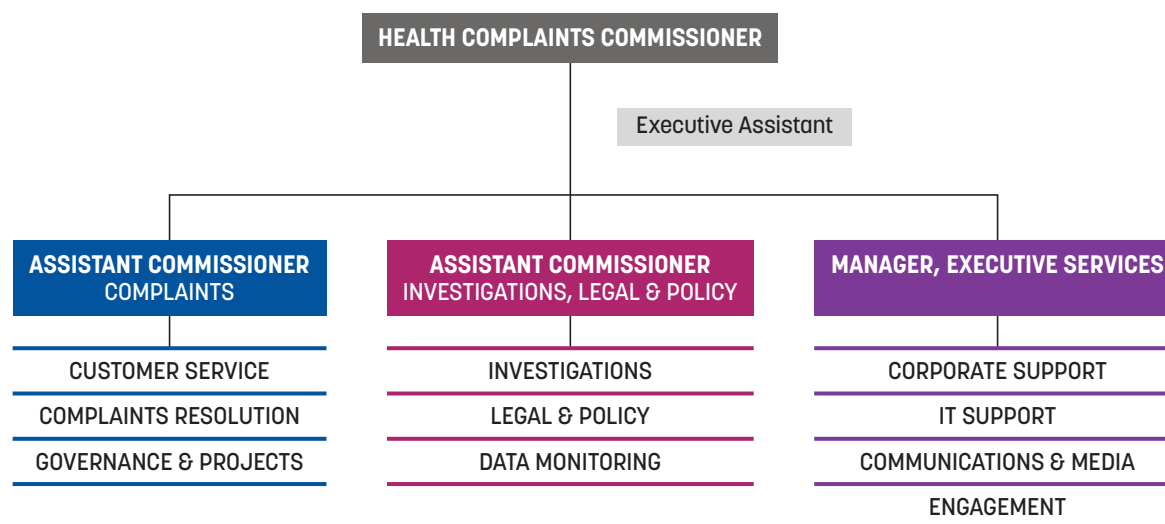 HEALTH COMPLAINTS COMMISSIONER
Executive Assistant
ASSISTANT COMMISSIONER
COMPLAINTS
CUSTOMER SERVICE
COMPLAINTS RESOLUTION
GOVERNANCE & PROJECTS
ASSISTANT COMMISSIONER
INVESTIGATIONS, LEGAL & POLICY
INVESTIGATIONS
LEGAL & POLICY
DATA MONITORING
MANAGER, EXECUTIVE SERVICES
CORPORATE SUPPORT
IT SUPPORT
COMMUNICATIONS & MEDIA
ENGAGEMENT